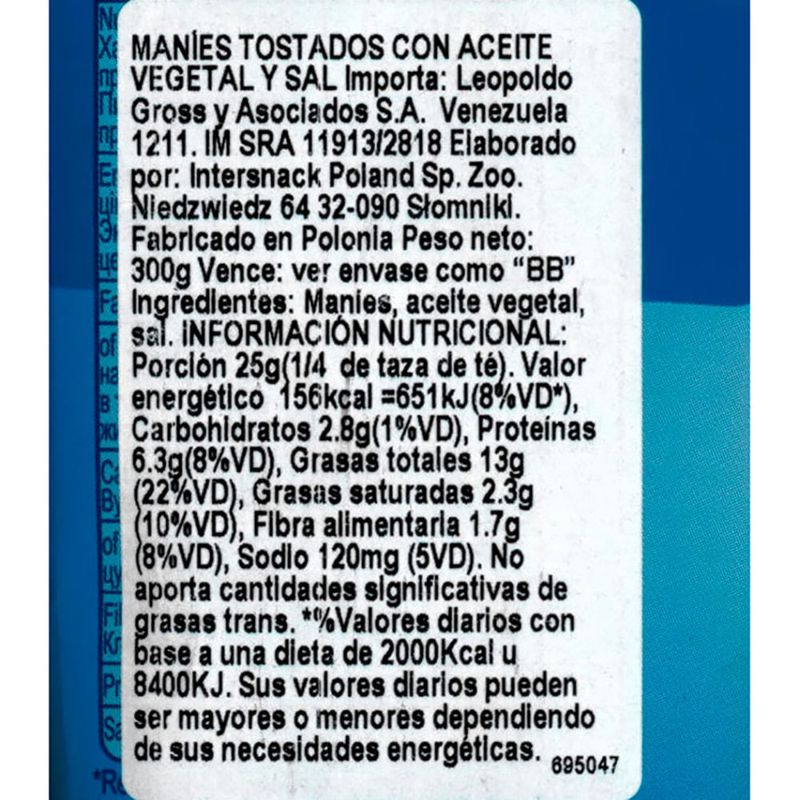 MANÍES TOSTADOS CON ACEITE
VEGETAL Y SAL Importa: Leopoldo
Gross y Asociados S.A. Venezuela
1211. IM SRA 11913/2818 Elaborado
por: Intersnack Poland Sp. Zoo.
Niedzwiedz 64 32-090 Słomniki.
Fabricado en Polonia Peso neto:
300g Vence: ver envase como “BB”
Ingredientes: Maníes, aceite vegetal,
sal. INFORMACIÓN NUTRICIONAL:
Porción 25g(1/4 de taza de té). Valor
energético 156kcal =651kJ(8%VD*),
Carbohidratos 2.8g(1%VD), Proteínas
6.3g(8%VD), Grasas totales 13g
(22%VD), Grasas saturadas 2.3g
(10%VD), Fibra alimentaria 1.7g
(8%VD), Sodio 120mg (5VD). No
aporta cantidades significativas de
grasas trans. *%Valores diarios con
base a una dieta de 2000Kcal u
8400KJ. Sus valores diarios pueden
ser mayores o menores dependiendo
de sus necesidades energéticas.
695047